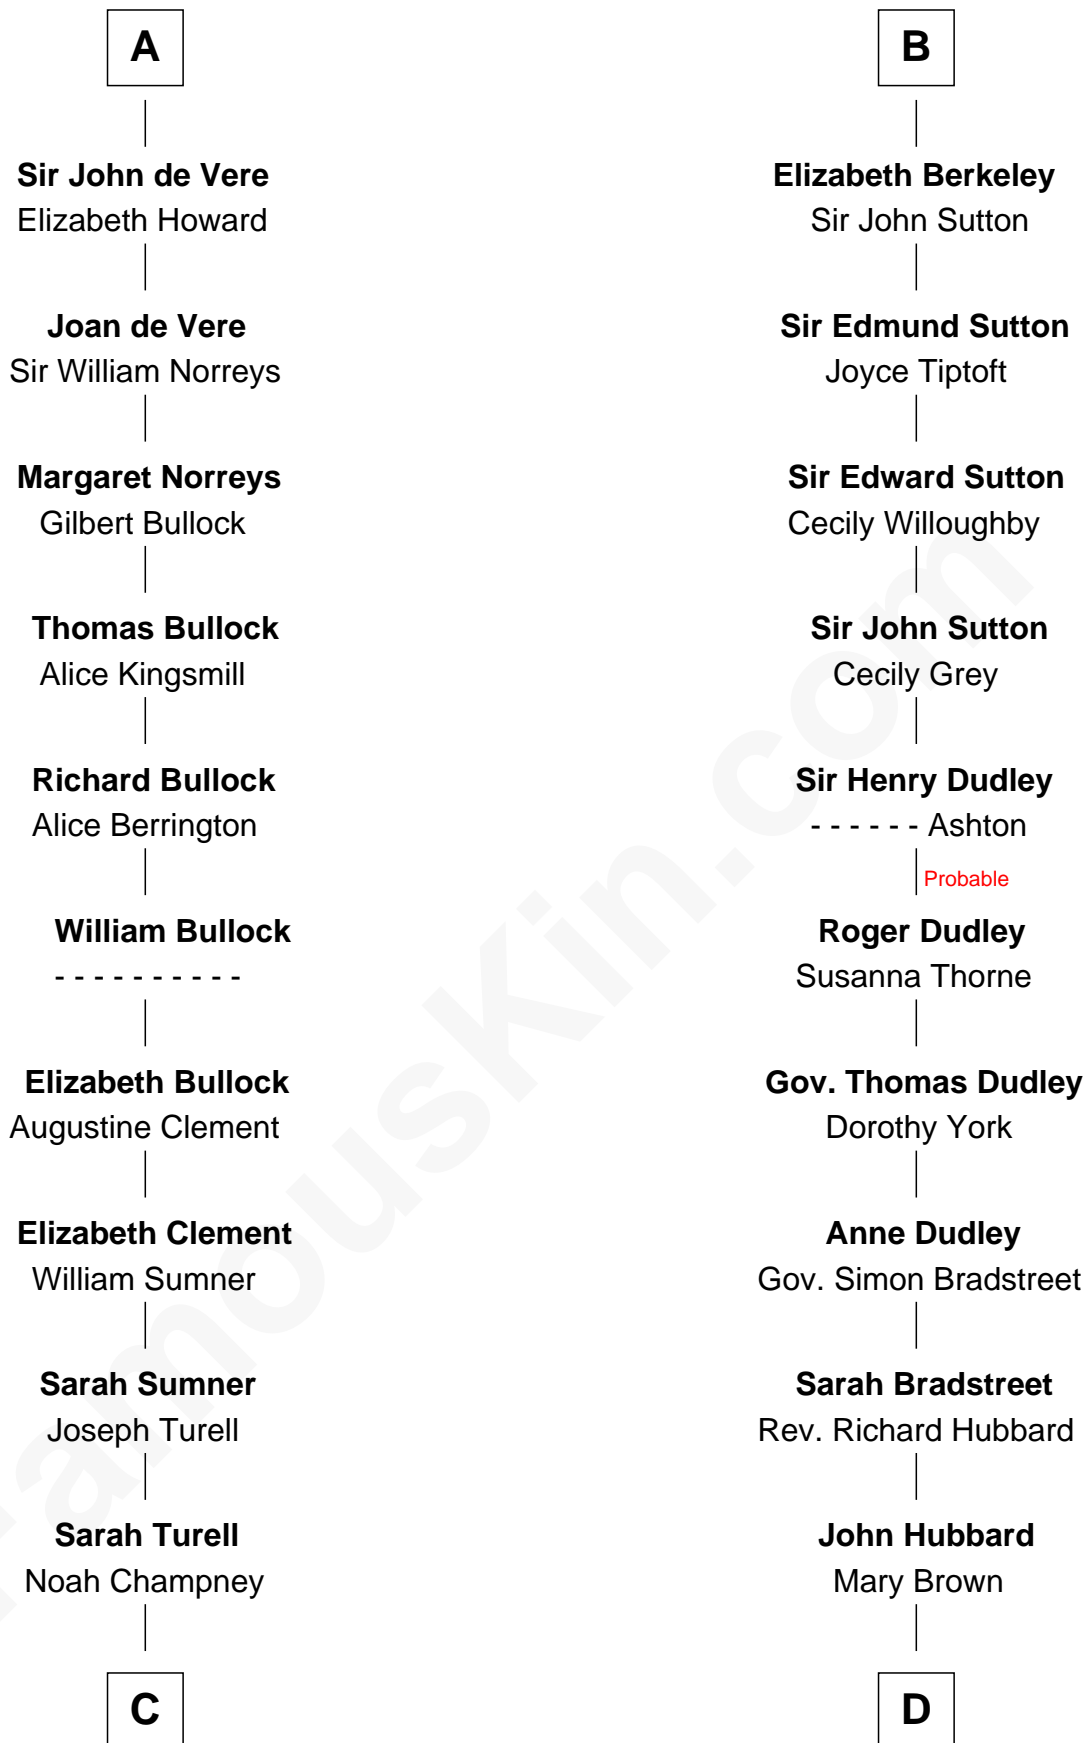 A
Sir John de Vere
Elizabeth Howard
Joan de Vere
Sir William Norreys
Margaret Norreys
Gilbert Bullock
Thomas Bullock
Alice Kingsmill
Richard Bullock
Alice Berrington
William Bullock
- - - - - - - - - -
Elizabeth Bullock
Augustine Clement
Elizabeth Clement
William Sumner
Sarah Sumner
Joseph Turell
Sarah Turell
Noah Champney
C
B
Elizabeth Berkeley
Sir John Sutton
Sir Edmund Sutton
Joyce Tiptoft
Sir Edward Sutton
Cecily Willoughby
Sir John Sutton
Cecily Grey
Sir Henry Dudley
- - - - - - Ashton
Probable
Roger Dudley
Susanna Thorne
Gov. Thomas Dudley
Dorothy York
Anne Dudley
Gov. Simon Bradstreet
Sarah Bradstreet
Rev. Richard Hubbard
John Hubbard
Mary Brown
D
FamousKin.com